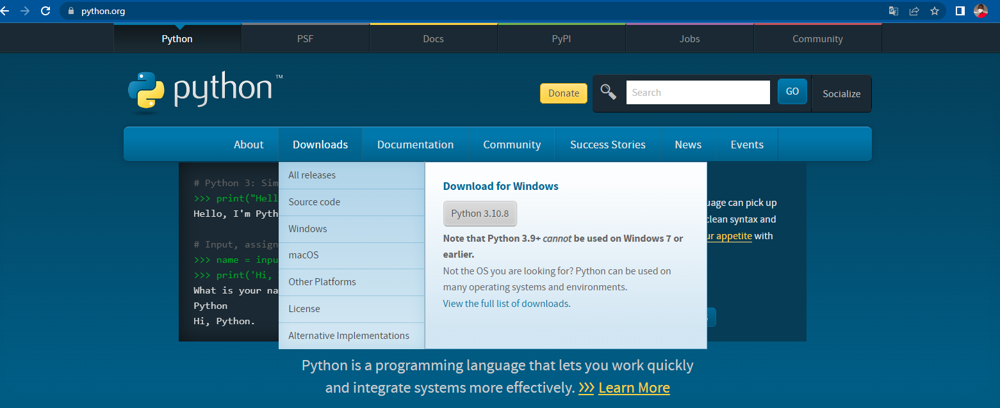 python.org
Python
PSF
Docs
PyPI
Jobs
Community
python™
Donate
Search
GO
Socialize
About
Downloads
Documentation
Community
Success Stories
News
Events
All releases
Source code
Windows
macOS
Other Platforms
License
Alternative Implementations
Download for Windows
Python 3.10.8
Note that Python 3.9+ cannot be used on Windows 7 or
earlier.
Not the OS you are looking for? Python can be used on
many operating systems and environments.
View the full list of downloads.
# Python 3: Sim
>>> print("Hell
Hello, I'm Pyth
# Input, assign
>>> name = inpu
>>> print('Hi,
What is your na
Python
Hi, Python.
uage can pick up
clean syntax and
ur appetite with
Python is a programming language that lets you work quickly
and integrate systems more effectively. >>> Learn More